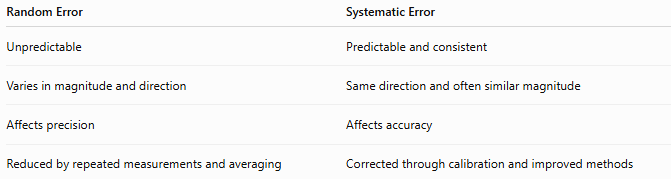 Random Error Systematic Error
Unpredictable Predictable and consistent
Varies in magnitude and direction Same direction and often similar magnitude
Affects precision Affects accuracy
Reduced by repeated measurements and averaging Corrected through calibration and improved methods